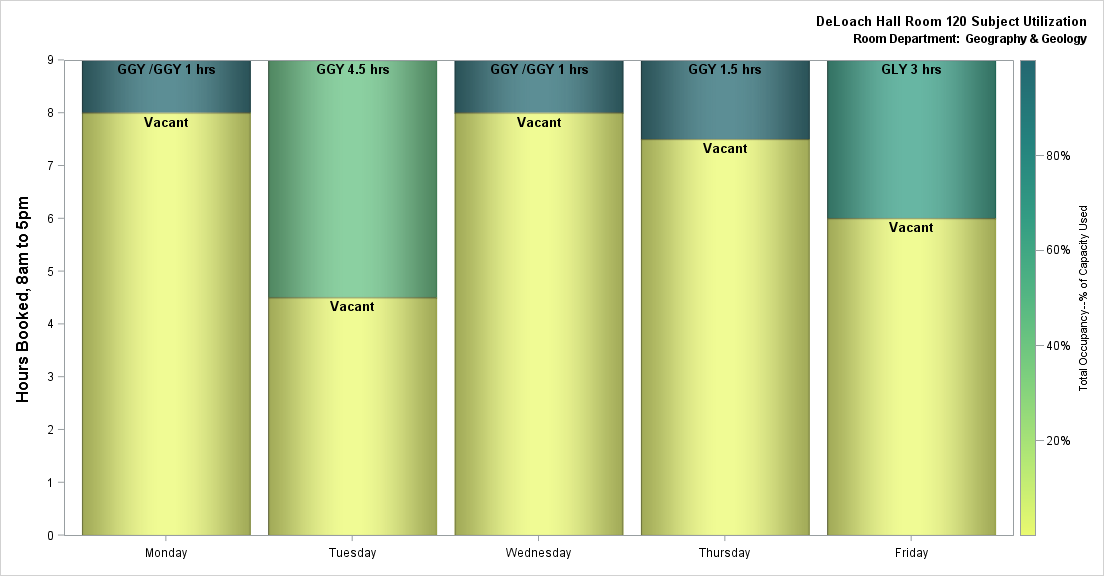 DeLoach Hall Room 120 Subject Utilization
Room Department: Geography & Geology
Hours Booked, 8am to 5pm
9
8
7
6
5
4
3
2
1
0
GGY /GGY 1 hrs
Vacant
GGY 4.5 hrs
Vacant
GGY /GGY 1 hrs
Vacant
GGY 1.5 hrs
Vacant
GLY 3 hrs
Vacant
Monday
Tuesday
Wednesday
Thursday
Friday
80%
60%
40%
20%
Total Occupancy--% of Capacity Used